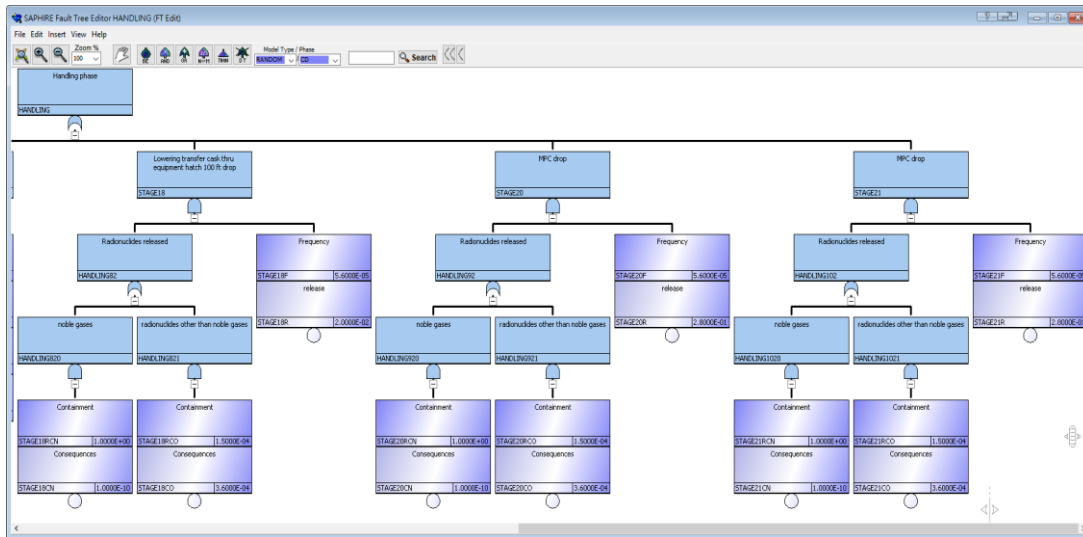 SAPHIRE Fault Tree Editor HANDLING (FT Edit)
File Edit Insert View Help
Zoom %
100
BE
AND
OR
N/M
TRAN
Model Type / Phase
RANDOM / CD
Search
Handling phase
HANDLING
Lowering transfer cask thru
equipment hatch 100 ft drop
STAGE18
MPC drop
STAGE20
MPC drop
STAGE21
Radionuclides released
HANDLING82
Frequency
STAGE18F 5.6000E-05
release
STAGE18R 2.0000E-02
Radionuclides released
HANDLING92
Frequency
STAGE20F 5.6000E-05
release
STAGE20R 2.8000E-01
Radionuclides released
HANDLING102
Frequency
STAGE21F 5.6000E-05
release
STAGE21R
noble gases
HANDLING820
radionuclides other than noble gases
HANDLING821
noble gases
HANDLING920
radionuclides other than noble gases
HANDLING921
noble gases
HANDLING1020
radionuclides other than noble gases
HANDLING1021
Containment
STAGE18RCN 1.0000E+00
Consequences
STAGE18CN 1.0000E-10
Containment
STAGE18RCO 1.5000E-04
Consequences
STAGE18CO 3.6000E-04
Containment
STAGE20RCN 1.0000E+00
Consequences
STAGE20CN 1.0000E-10
Containment
STAGE20RCO 1.5000E-04
Consequences
STAGE20CO 3.6000E-04
Containment
STAGE21RCN 1.0000E+00
Consequences
STAGE21CN 1.0000E-10
Containment
STAGE21RCO 1.5000E-04
Consequences
STAGE21CO 3.6000E-04